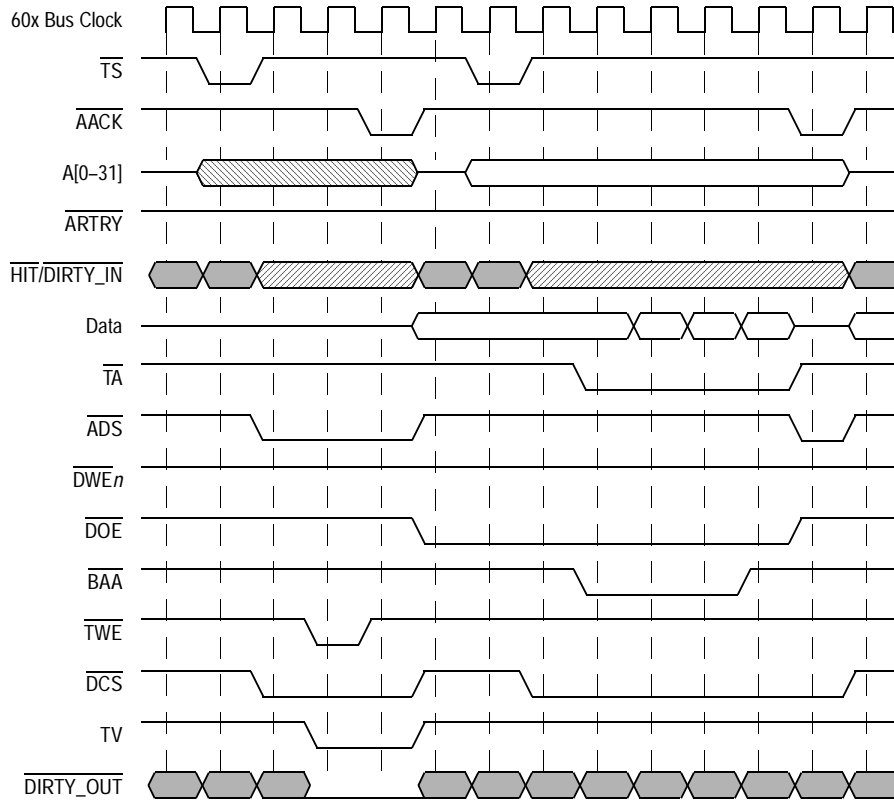 60x Bus Clock
TS
AACK
A[0–31]
ARTRY
HIT/DIRTY_IN
Data
TA
ADS
DWEn
DOE
BAA
TWE
DCS
TV
DIRTY_OUT